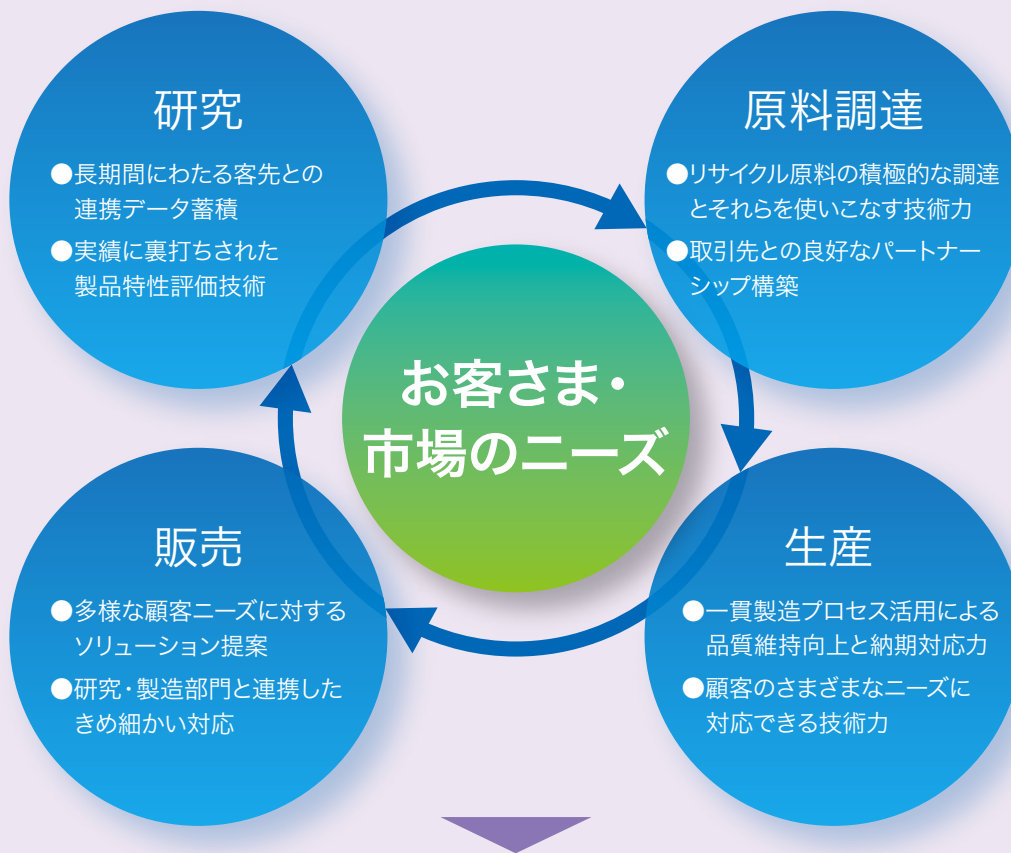 研究
●長期間にわたる客先との
連携データ蓄積
●実績に裏打ちされた
製品特性評価技術
原料調達
●リサイクル原料の積極的な調達
とそれらを使いこなす技術力
●取引先との良好なパートナー
シップ構築
お客さま・
市場のニーズ
販売
●多様な顧客ニーズに対する
ソリューション提案
●研究・製造部門と連携した
きめ細かい対応
生産
●一貫製造プロセス活用による
品質維持向上と納期対応力
●顧客のさまざまなニーズに
対応できる技術力